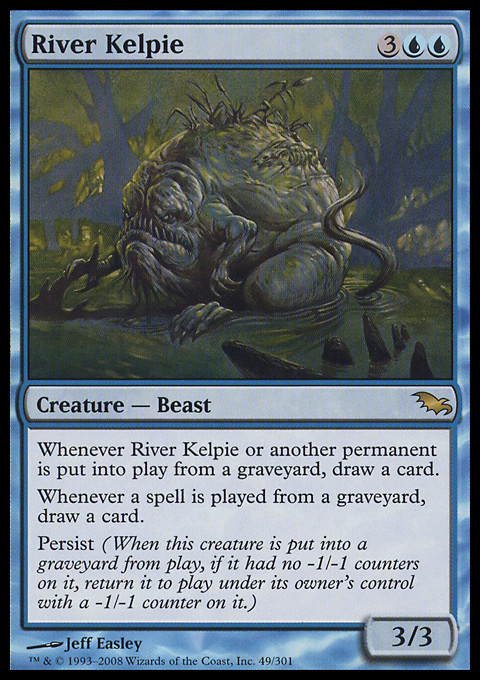 River Kelpie 3
Creature — Beast
Whenever River Kelpie or another permanent
is put into play from a graveyard, draw a card.
Whenever a spell is played from a graveyard,
draw a card.
Persist (When this creature is put into a
graveyard from play, if it had no -1/-1 counters
on it, return it to play under its owner's control
with a -1/-1 counter on it.)
Jeff Easley
3/3
™ & © 1993–2008 Wizards of the Coast, Inc. 49/301